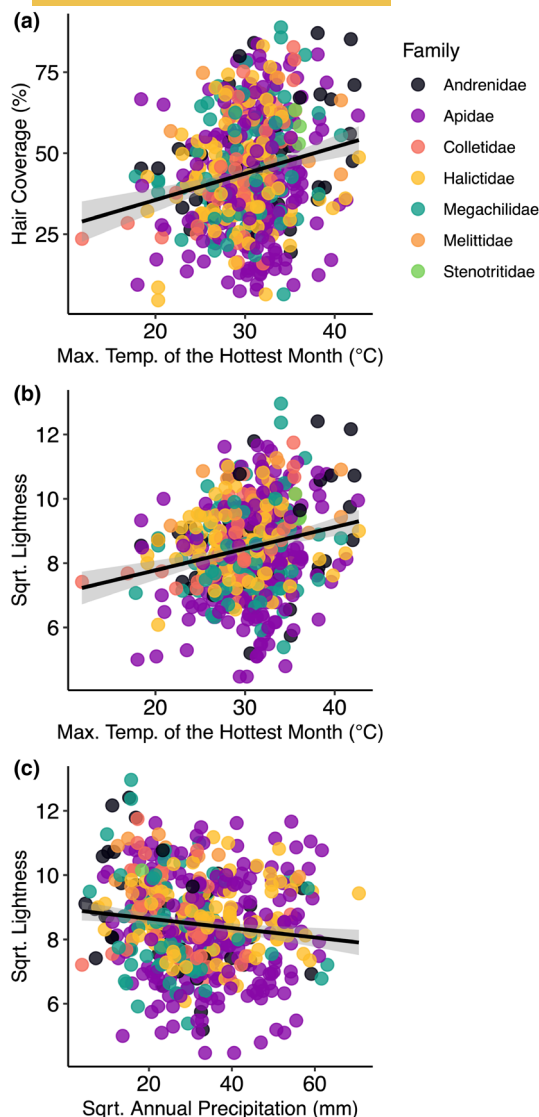 (a)
75
50
25
Hair Coverage (%)
20 30 40
Max. Temp. of the Hottest Month (°C)
Family
Andrenidae
Apidae
Colletidae
Halictidae
Megachilidae
Melittidae
Stenotritidae
(b)
12
10
8
6
Sqrt. Lightness
20 30 40
Max. Temp. of the Hottest Month (°C)
(c)
12
10
8
6
Sqrt. Lightness
20 40 60
Sqrt. Annual Precipitation (mm)